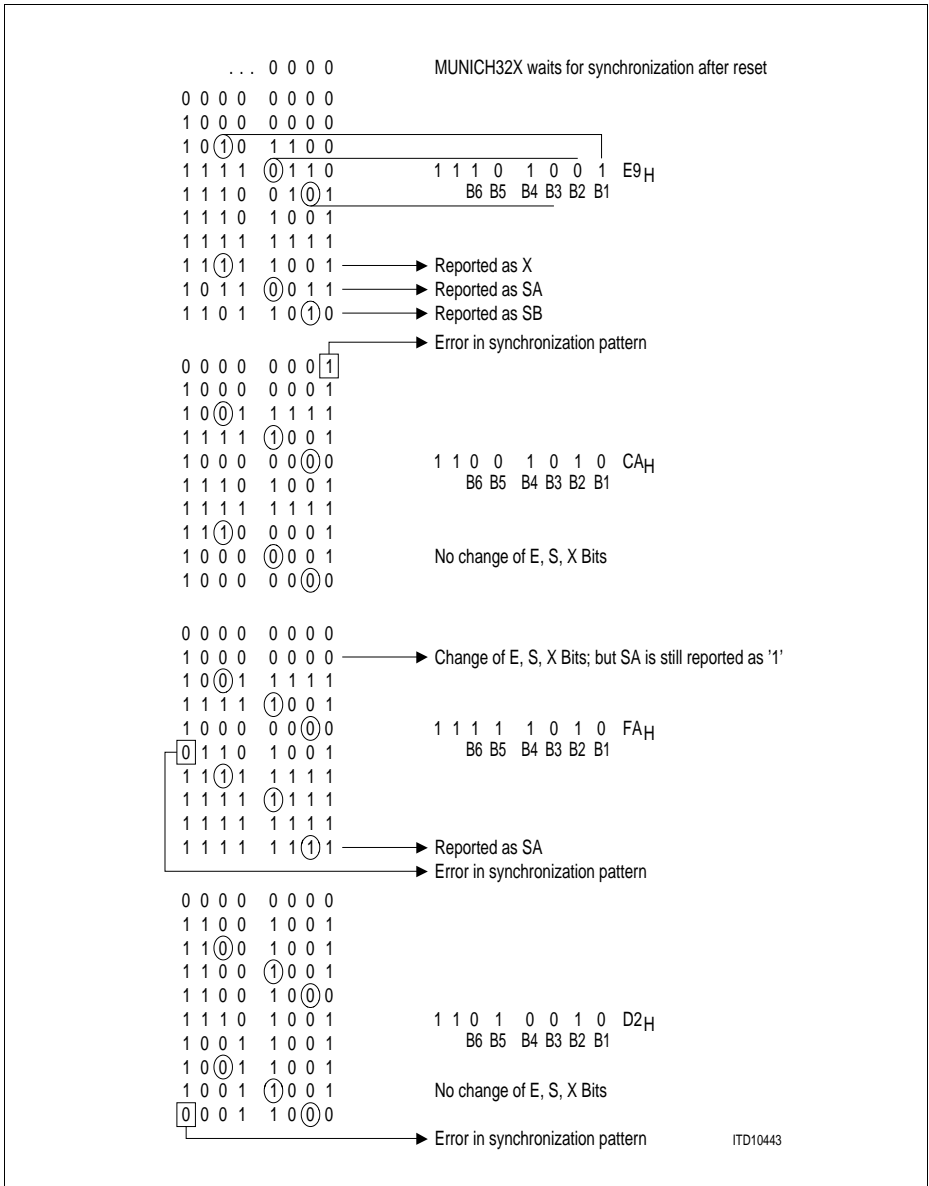 . . . 0 0 0 0 MUNICH32X waits for synchronization after reset
0 0 0 0 0 0 0 0
1 0 0 0 0 0 0 0
1 0 1 0 1 1 0 0
1 1 1 1 0 1 1 0 1 1 1 0 1 0 0 1 E9H
1 1 1 0 0 1 0 1 B6 B5 B4 B3 B2 B1
1 1 1 0 1 0 0 1
1 1 1 1 1 1 1 1
1 1 1 1 1 0 0 1 Reported as X
1 0 1 1 0 0 1 1 Reported as SA
1 1 0 1 1 0 1 0 Reported as SB
Error in synchronization pattern
0 0 0 0 0 0 0 1
1 0 0 0 0 0 0 1
1 0 0 1 1 1 1 1
1 1 1 1 1 0 0 1
1 0 0 0 0 0 0 0 1 1 0 0 1 0 1 0 CAH
1 1 1 0 1 0 0 1 B6 B5 B4 B3 B2 B1
1 1 1 1 1 1 1 1
1 1 1 0 0 0 0 1
1 0 0 0 0 0 0 1 No change of E, S, X Bits
1 0 0 0 0 0 0 0
0 0 0 0 0 0 0 0
1 0 0 0 0 0 0 0 Change of E, S, X Bits; but SA is still reported as '1'
1 0 0 1 1 1 1 1
1 1 1 1 1 0 0 1
1 0 0 0 0 0 0 0 1 1 1 1 1 0 1 0 FAH
0 1 1 0 1 0 0 1 B6 B5 B4 B3 B2 B1
1 1 1 1 1 1 1 1
1 1 1 1 1 1 1 1
1 1 1 1 1 1 1 1
1 1 1 1 1 1 1 1 Reported as SA
Error in synchronization pattern
0 0 0 0 0 0 0 0
1 1 0 0 1 0 0 1
1 1 0 0 1 0 0 1
1 1 0 0 1 0 0 1
1 1 0 0 1 0 0 0
1 1 1 0 1 0 0 1 1 1 0 1 0 0 1 0 D2H
1 0 0 1 1 0 0 1 B6 B5 B4 B3 B2 B1
1 0 0 1 1 0 0 1
1 0 0 1 1 0 0 1 No change of E, S, X Bits
0 0 0 1 1 0 0 0
Error in synchronization pattern ITD10443